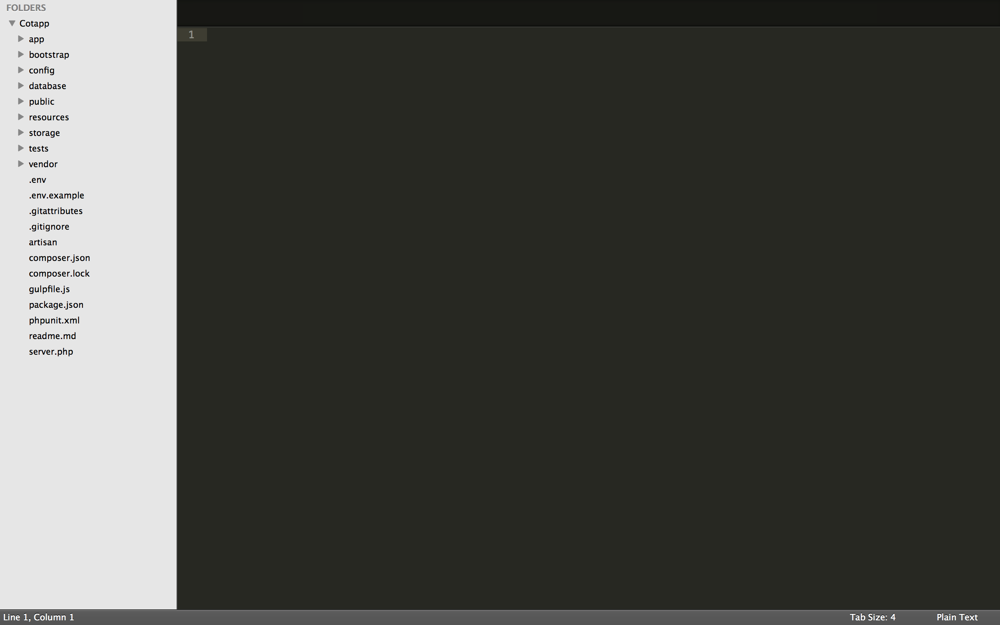 FOLDERS
Cotapp
app
bootstrap
config
database
public
resources
storage
tests
vendor
.env
.env.example
.gitattributes
.gitignore
artisan
composer.json
composer.lock
gulpfile.js
package.json
phpunit.xml
readme.md
server.php
1
Line 1, Column 1
Tab Size: 4
Plain Text